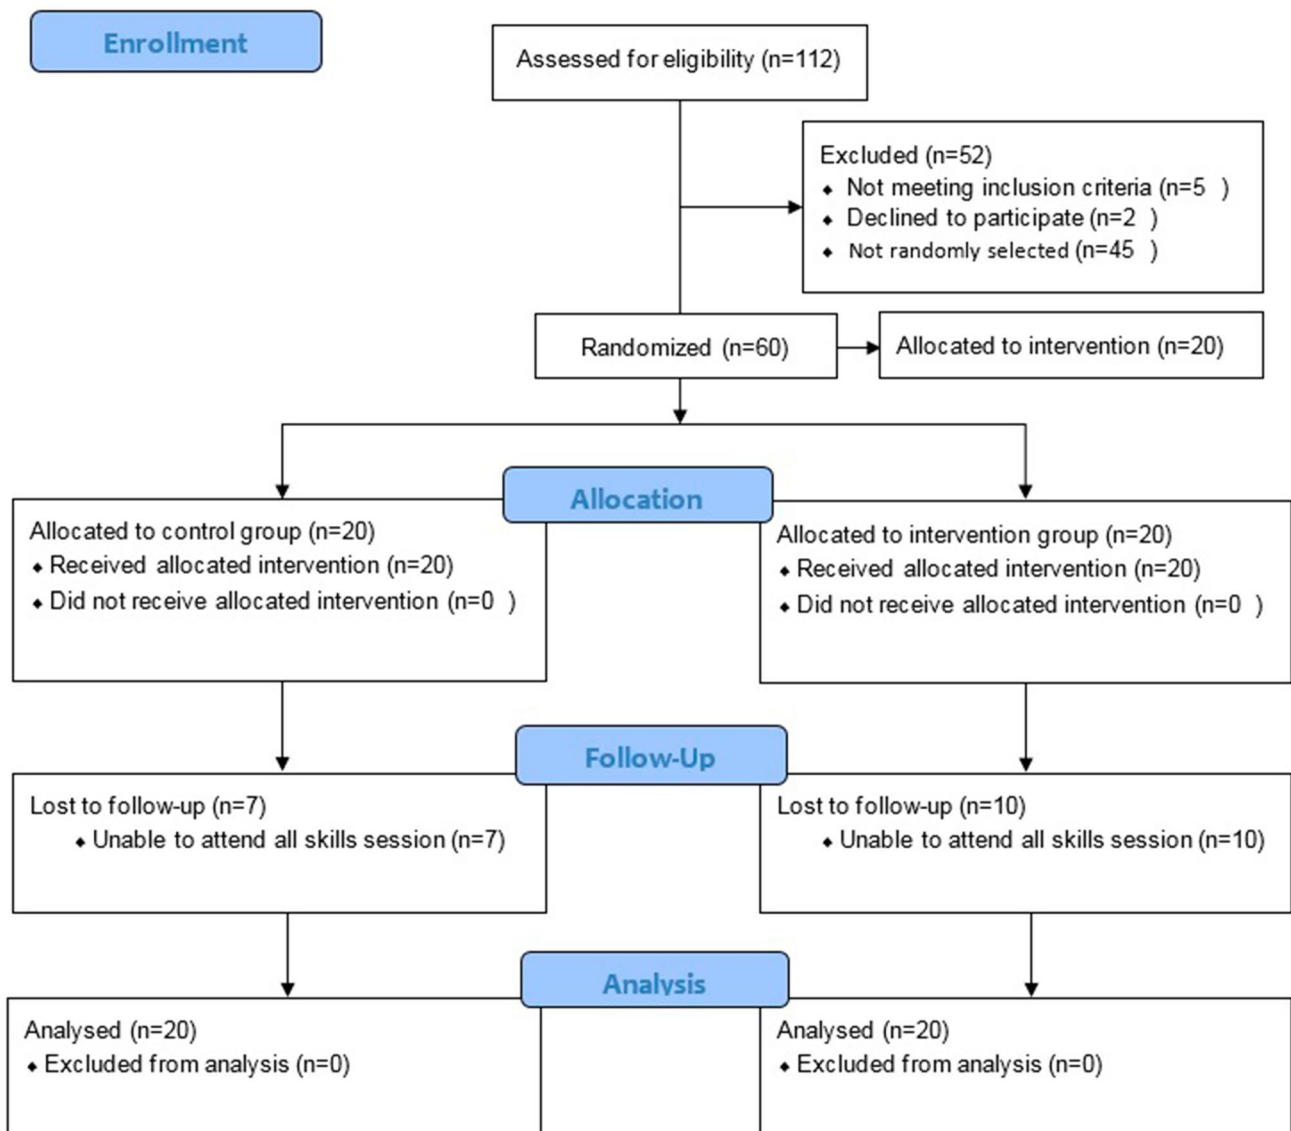 Enrollment
Assessed for eligibility (n=112)
Excluded (n=52)
⬥ Not meeting inclusion criteria (n=5 )
⬥ Declined to participate (n=2 )
⬥ Not randomly selected (n=45 )
Randomized (n=60)
Allocated to intervention (n=20)
Allocation
Allocated to control group (n=20)
⬥ Received allocated intervention (n=20)
⬥ Did not receive allocated intervention (n=0 )
Allocated to intervention group (n=20)
⬥ Received allocated intervention (n=20)
⬥ Did not receive allocated intervention (n=0 )
Follow-Up
Lost to follow-up (n=7)
⬥ Unable to attend all skills session (n=7)
Lost to follow-up (n=10)
⬥ Unable to attend all skills session (n=10)
Analysis
Analysed (n=20)
⬥ Excluded from analysis (n=0)
Analysed (n=20)
⬥ Excluded from analysis (n=0)